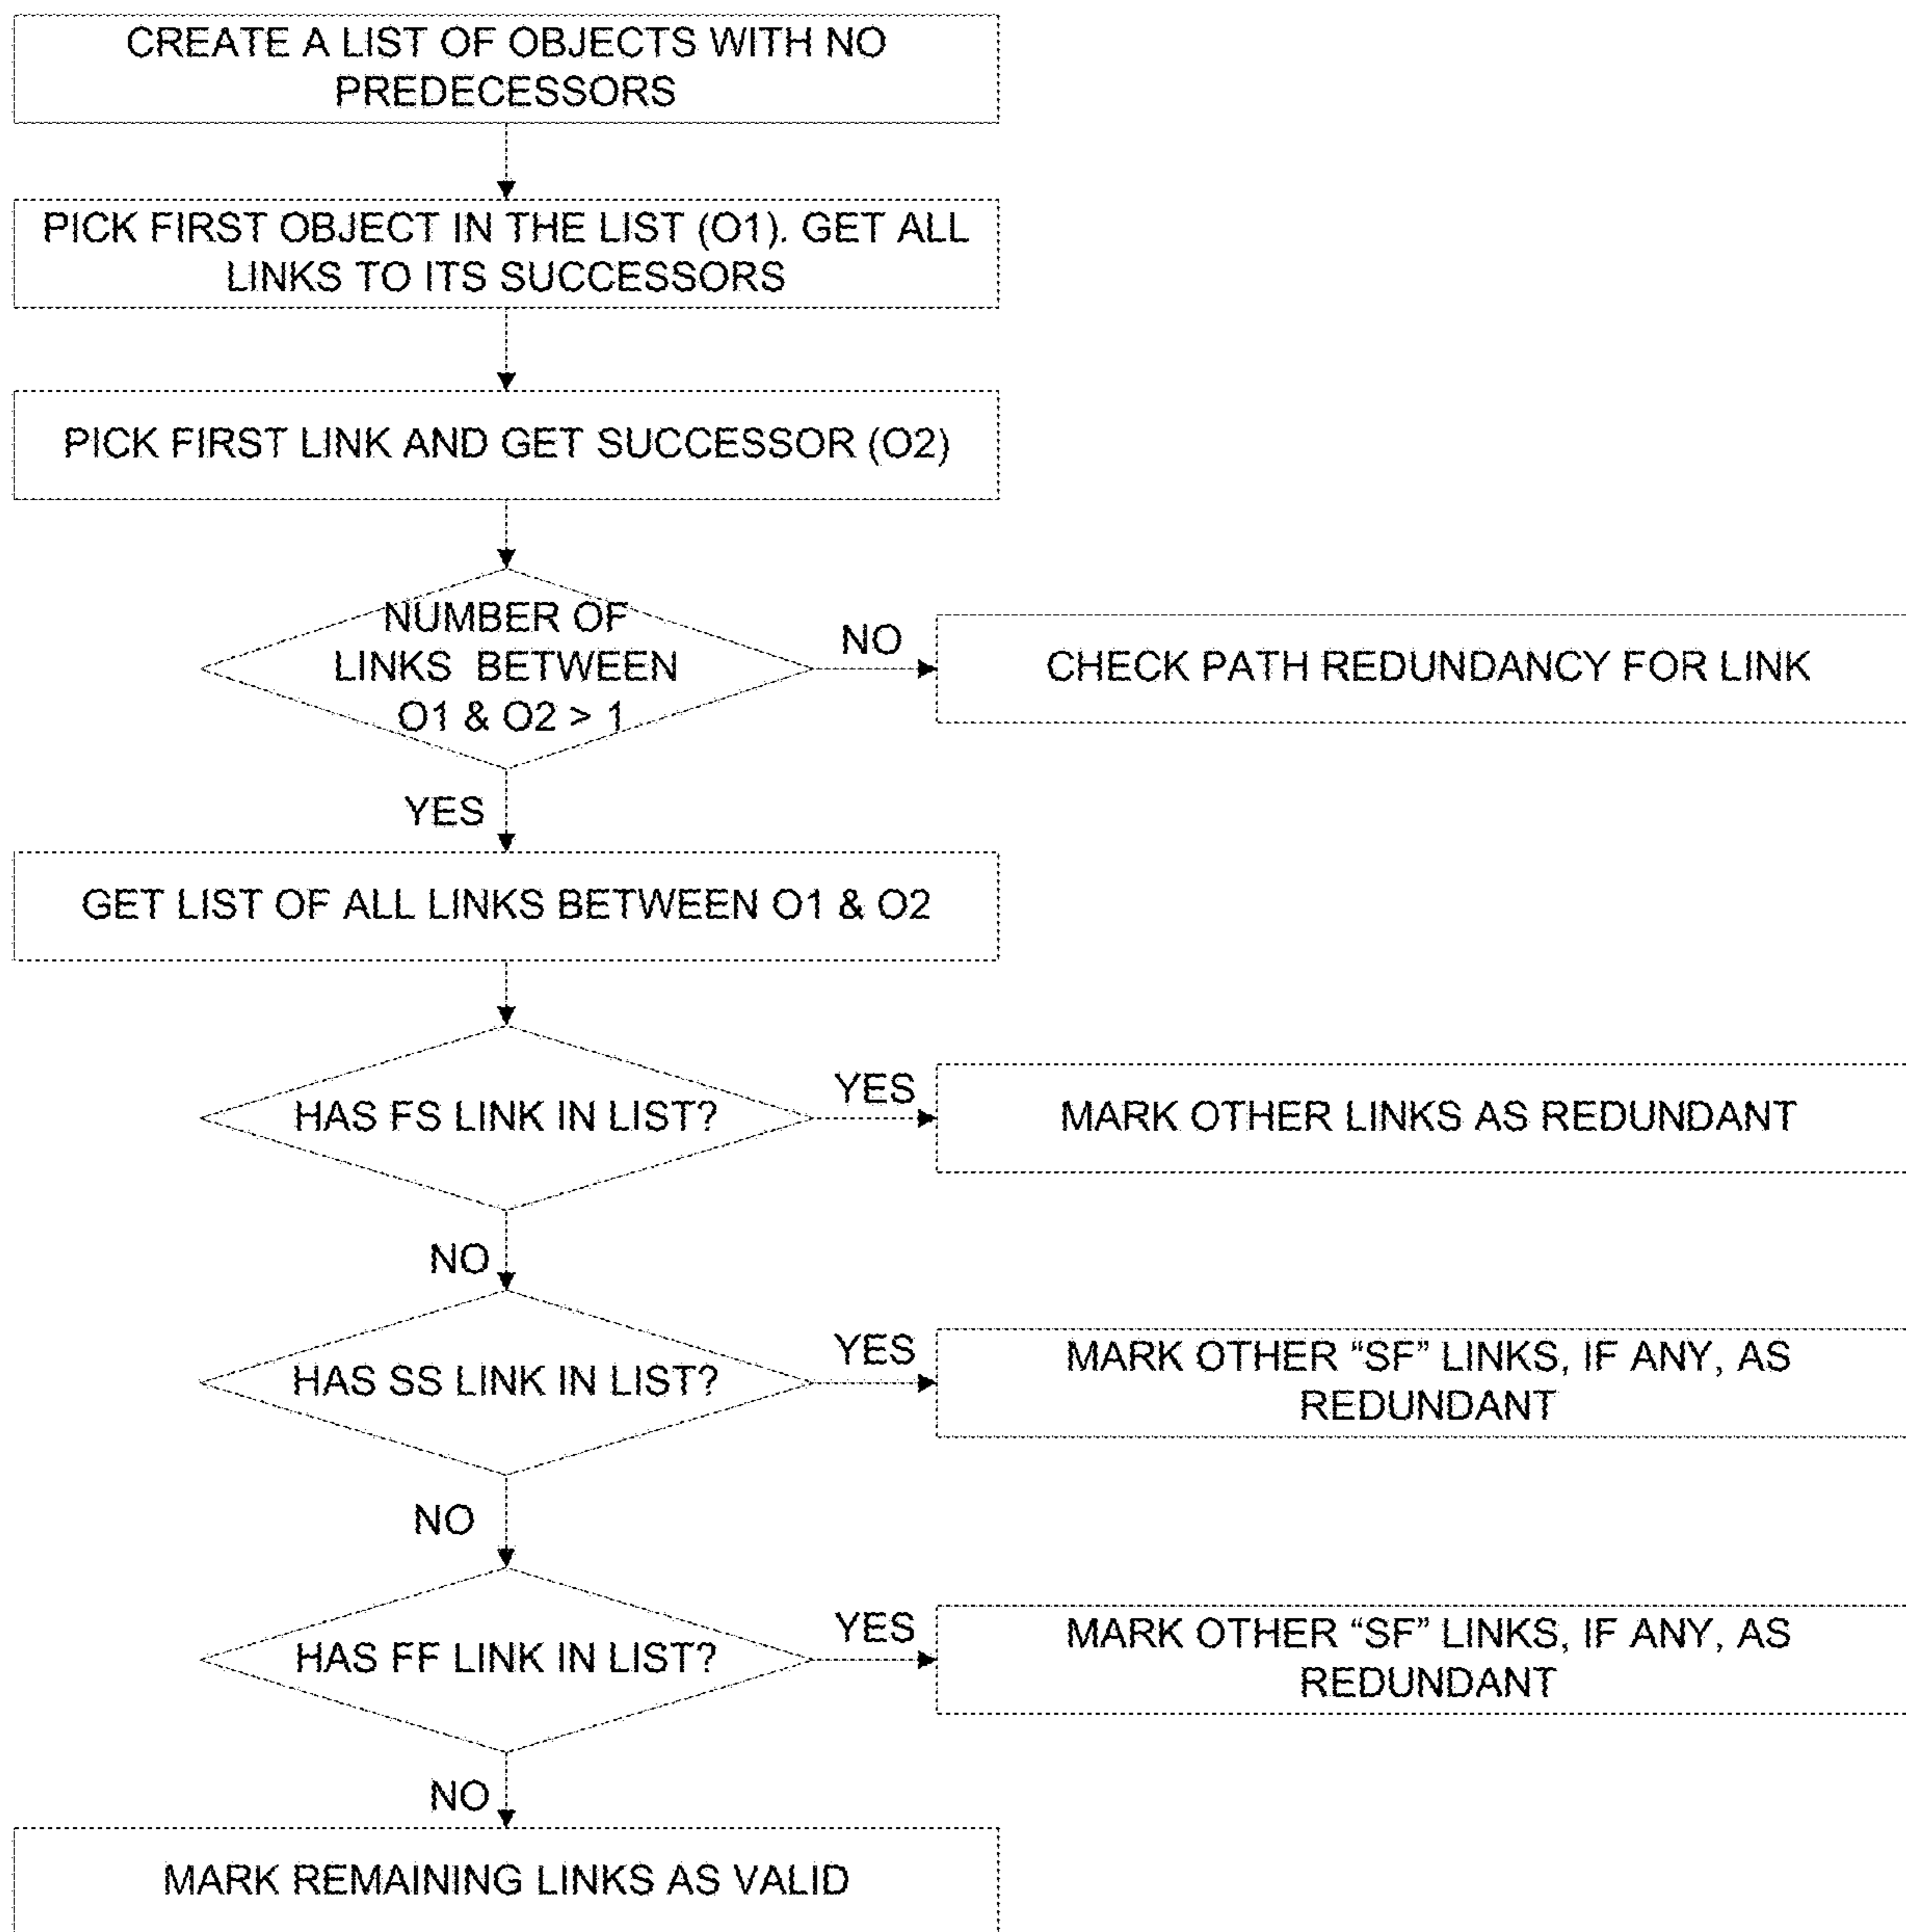 CREATE A LIST OF OBJECTS WITH NO
PREDECESSORS
PICK FIRST OBJECT IN THE LIST (O1). GET ALL
LINKS TO ITS SUCCESSORS
PICK FIRST LINK AND GET SUCCESSOR (O2)
NUMBER OF
LINKS BETWEEN
O1 & O2 > 1
NO
CHECK PATH REDUNDANCY FOR LINK
YES
GET LIST OF ALL LINKS BETWEEN O1 & O2
HAS FS LINK IN LIST?
YES
MARK OTHER LINKS AS REDUNDANT
NO
HAS SS LINK IN LIST?
YES
MARK OTHER “SF” LINKS, IF ANY, AS
REDUNDANT
NO
HAS FF LINK IN LIST?
YES
MARK OTHER “SF” LINKS, IF ANY, AS
REDUNDANT
NO
MARK REMAINING LINKS AS VALID